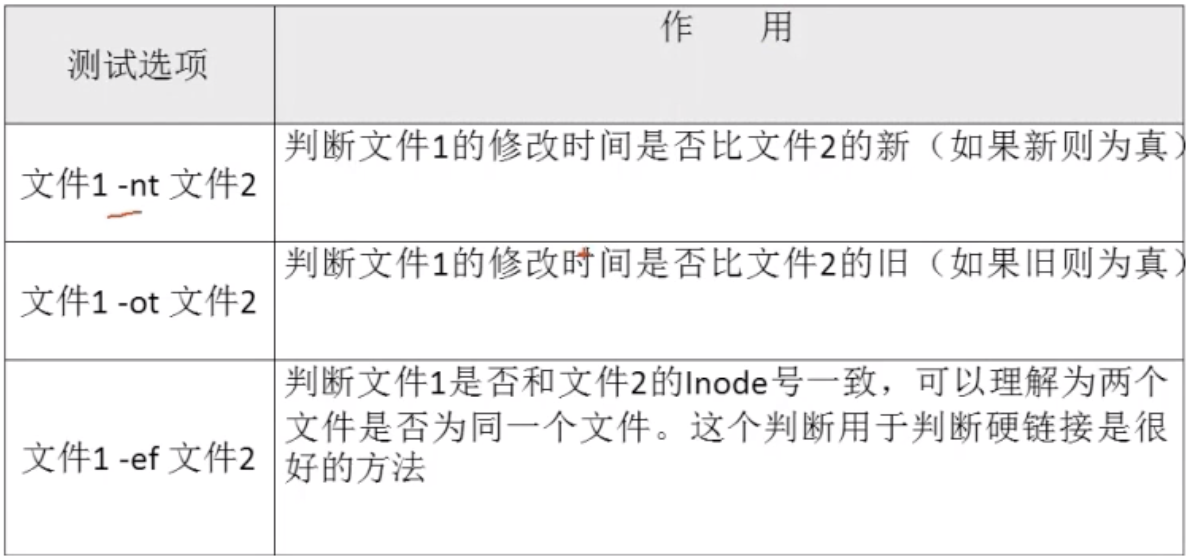 测试选项
作 用
文件1 -nt 文件2
判断文件1的修改时间是否比文件2的新（如果新则为真）
文件1 -ot 文件2
判断文件1的修改时间是否比文件2的旧（如果旧则为真）
文件1 -ef 文件2
判断文件1是否和文件2的Inode号一致，可以理解为两个
文件是否为同一个文件。这个判断用于判断硬链接是很
好的方法